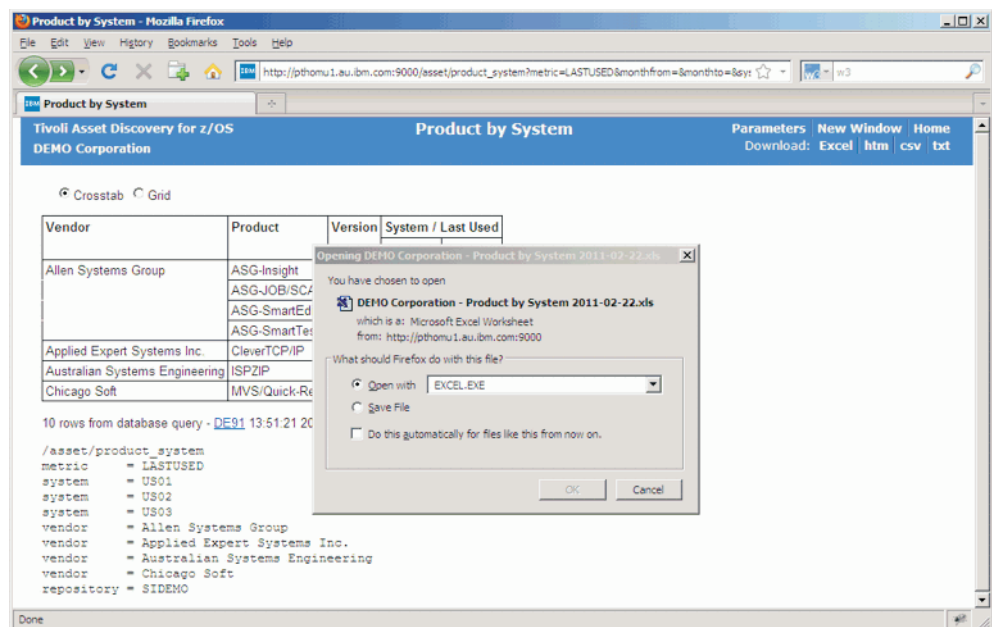 Product by System - Mozilla Firefox
File Edit View History Bookmarks Tools Help
http://pthomu1.au.ibm.com:9000/asset/product_system?metric=LASTUSED&monthfrom=&monthto=&sys w3
Product by System
Tivoli Asset Discovery for z/OS Product by System Parameters New Window Home
DEMO Corporation Download: Excel htm csv txt
Crosstab Grid
Vendor Product Version System / Last Used
Allen Systems Group ASG-Insight
ASG-JOB/SCA
ASG-SmartEd
ASG-SmartTes
Applied Expert Systems Inc. CleverTCP/IP
Australian Systems Engineering ISPZIP
Chicago Soft MVS/Quick-Re
10 rows from database query - DE91 13:51:21 20
/asset/product_system
metric = LASTUSED
system = US01
system = US02
system = US03
vendor = Allen Systems Group
vendor = Applied Expert Systems Inc.
vendor = Australian Systems Engineering
vendor = Chicago Soft
repository = SIDEMO
Opening DEMO Corporation - Product by System 2011-02-22.xls
You have chosen to open
DEMO Corporation - Product by System 2011-02-22.xls
which is a: Microsoft Excel Worksheet
from: http://pthomu1.au.ibm.com:9000
What should Firefox do with this file?
Open with EXCEL.EXE
Save File
Do this automatically for files like this from now on.
OK Cancel
Done